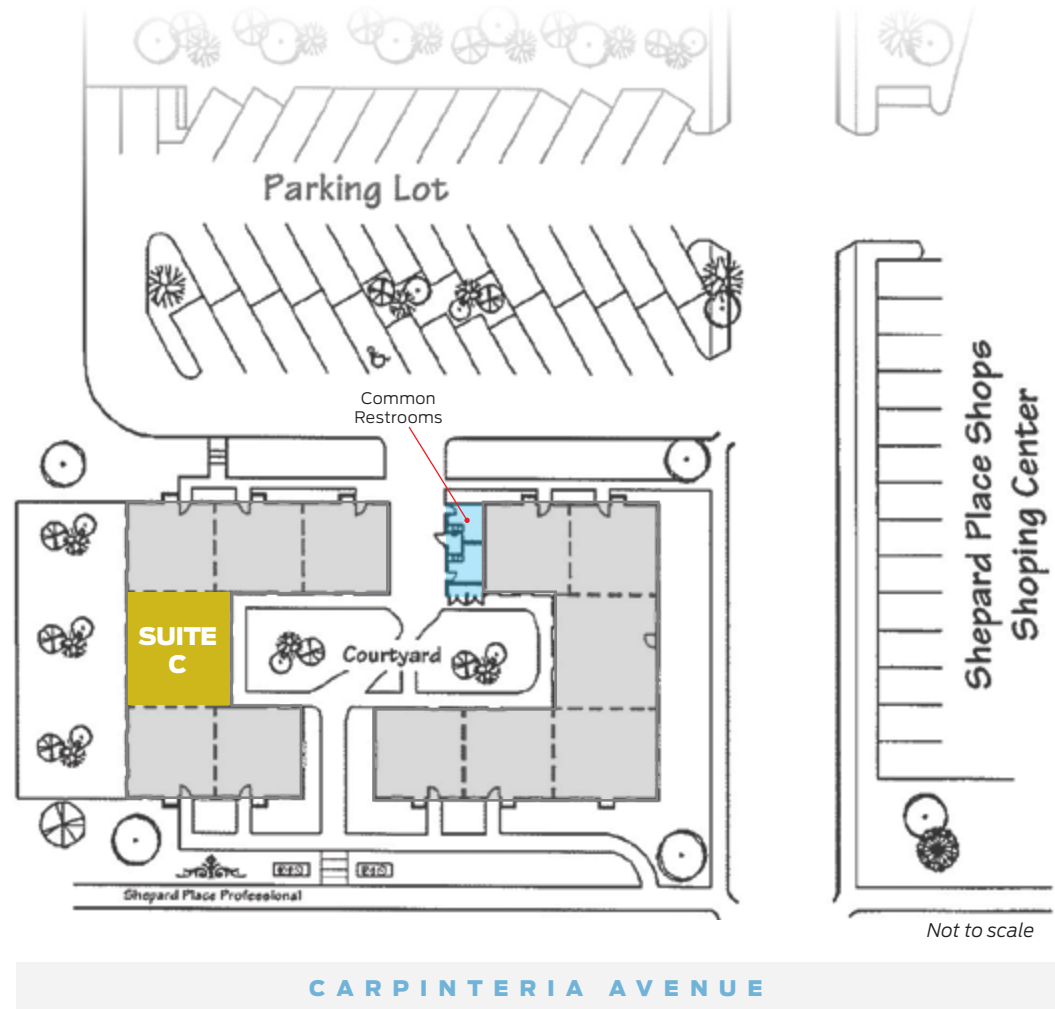 Parking Lot
Common
Restrooms
Shepard Place Shops
Shoping Center
SUITE
C
Courtyard
Shepard Place Professional
Not to scale
CARPINTERIA AVENUE